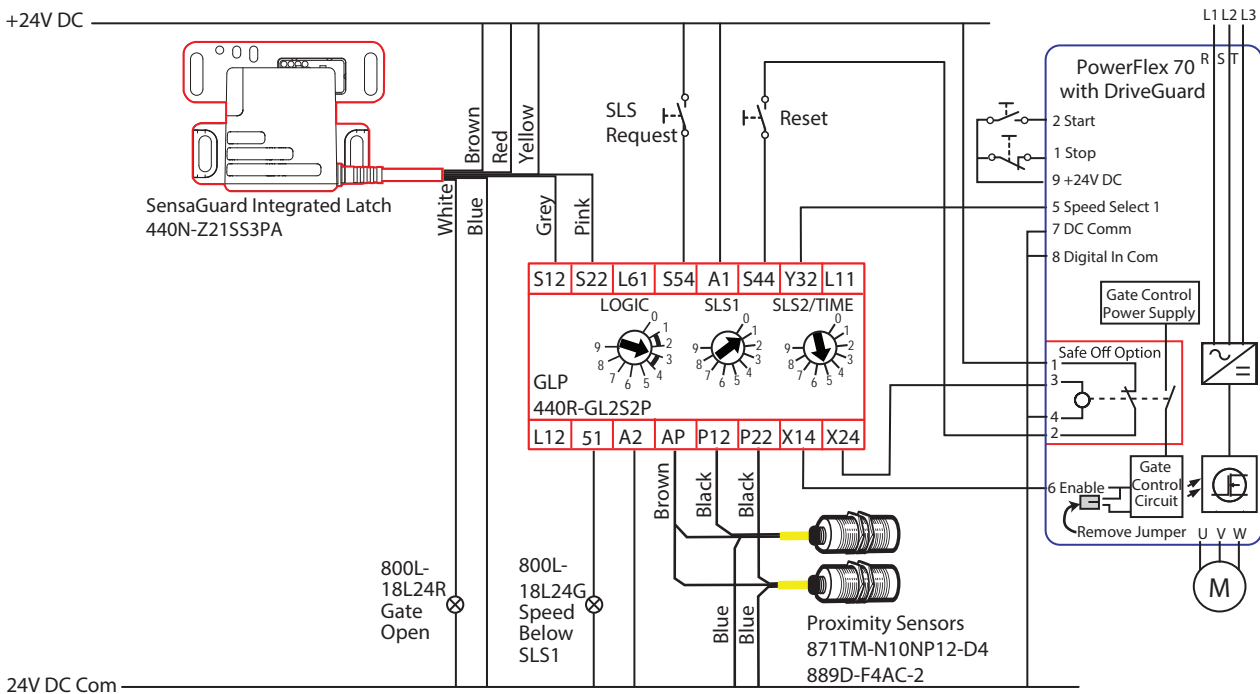 +24V DC
SensaGuard Integrated Latch
440N-Z21SS3PA
Brown
Red
Yellow
White
Blue
Grey
Pink
SLS
Request
Reset
S12 S22 L61 S54 A1 S44 Y32 L11
LOGIC
0 1 2 3 4 5 6 7 8 9
SLS1
0 1 2 3 4 5 6 7 8 9
SLS2/TIME
0 1 2 3 4 5 6 7 8 9
GLP
440R-GL2S2P
L12 51 A2 AP P12 P22 X14 X24
Brown
Black
Black
Blue
Blue
800L-
18L24R
Gate
Open
800L-
18L24G
Speed
Below
SLS1
Proximity Sensors
871TM-N10NP12-D4
889D-F4AC-2
24V DC Com
L1 L2 L3
R S T
PowerFlex 70
with DriveGuard
2 Start
1 Stop
9 +24V DC
5 Speed Select 1
7 DC Comm
8 Digital In Com
Gate Control
Power Supply
Safe Off Option
1
3
4
2
6 Enable
Gate
Control
Circuit
Remove Jumper
U V W
M